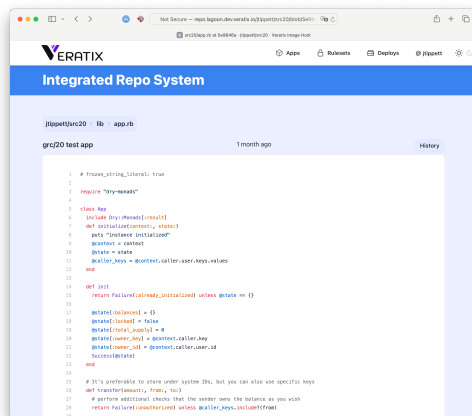 Not Secure — repo.lagoon.dev.veratix.io/jtippett/src20/blob/5e9
src20/app.rb at 5a9646a · jtippett/src20 · Veratix Image Host
VERATIX
Apps
Rulesets
Deploys
@ jtippett
Integrated Repo System
jtippett/src20
lib
app.rb
grc/20 test app
1 month ago
History
1 # frozen_string_literal: true
2
3 require "dry-monads"
4
5 class App
6 include Dry::Monads[:result]
7 def initialize(context:, state:)
8 puts "instance initialized"
9 @context = context
10 @state = state
11 @caller_keys = @context.caller.user.keys.values
12 end
13
14 def init
15 return Failure(:already_initialized) unless @state == {}
16
17 @state[:balances] = {}
18 @state[:locked] = false
19 @state[:total_supply] = 0
20 @state[:owner_key] = @context.caller.key
21 @state[:owner_id] = @context.caller.user.id
22 Success(@state)
23 end
24
25 # It's preferable to store under system IDs, but you can also use specific keys
26 def transfer(amount:, from:, to:)
27 # perform additional checks that the sender owns the balance as you wish
28 return Failure(:unauthorized) unless @caller_keys.include?(from)